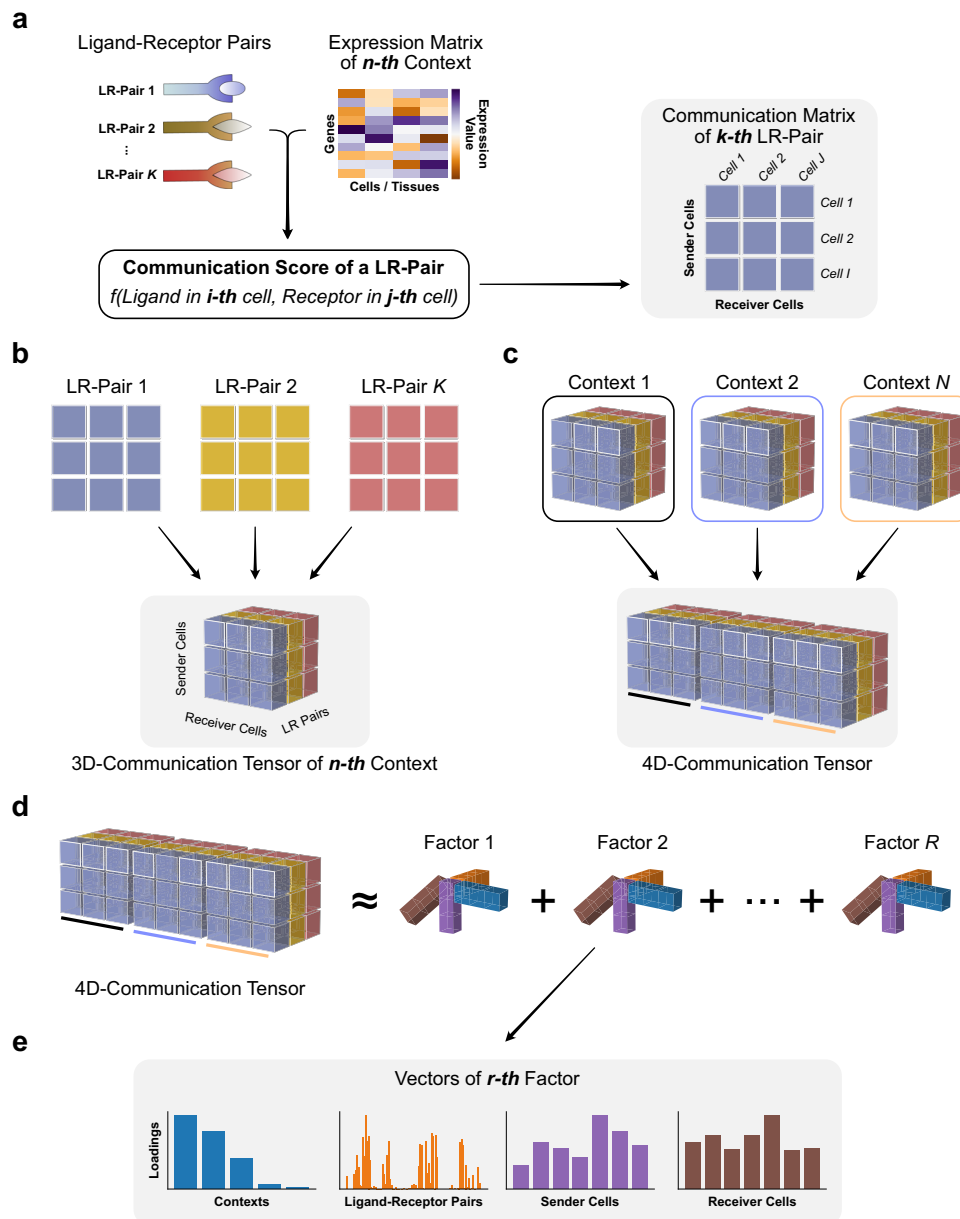 a
Ligand-Receptor Pairs
LR-Pair 1
LR-Pair 2
...
LR-Pair K
Expression Matrix
of n-th Context
Genes
Cells / Tissues
Expression
Value
Communication Score of a LR-Pair
f(Ligand in i-th cell, Receptor in j-th cell)
Communication Matrix
of k-th LR-Pair
Cell 1
Cell 2
Cell J
Sender Cells
Cell 1
Cell 2
Cell I
Receiver Cells
b
LR-Pair 1
LR-Pair 2
LR-Pair K
Sender Cells
Receiver Cells
LR Pairs
3D-Communication Tensor of n-th Context
c
Context 1
Context 2
Context N
4D-Communication Tensor
d
4D-Communication Tensor
≈
Factor 1
+
Factor 2
+ ... +
Factor R
e
Vectors of r-th Factor
Loadings
Contexts
Ligand-Receptor Pairs
Sender Cells
Receiver Cells